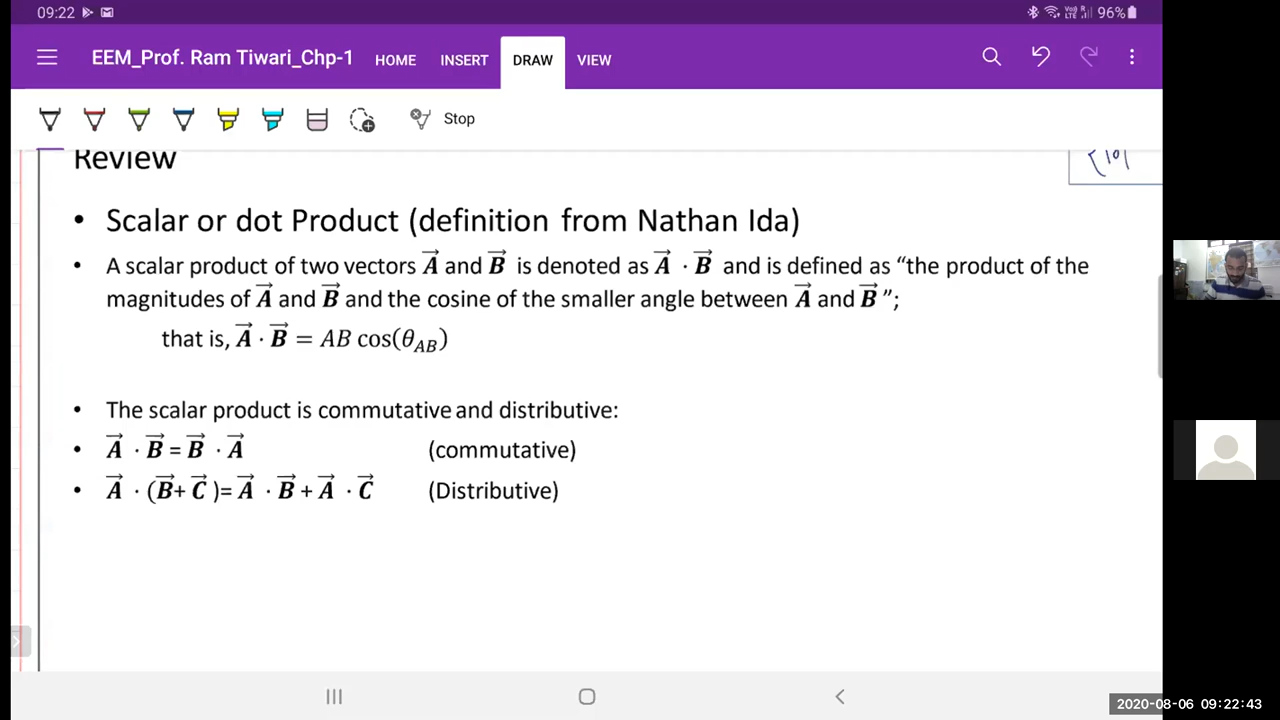 09:22
96%
EEM_Prof. Ram Tiwari_Chp-1 HOME INSERT DRAW VIEW
Stop
Review
• Scalar or dot Product (definition from Nathan Ida)
• A scalar product of two vectors A⃗ and B⃗ is denoted as A⃗ · B⃗ and is defined as “the product of the
magnitudes of A⃗ and B⃗ and the cosine of the smaller angle between A⃗ and B⃗ ”;
that is, A⃗ · B⃗ = AB cos(θ_AB)
• The scalar product is commutative and distributive:
• A⃗ · B⃗ = B⃗ · A⃗ (commutative)
• A⃗ · (B⃗+ C⃗ )= A⃗ · B⃗ + A⃗ · C⃗ (Distributive)
2020-08-06 09:22:43